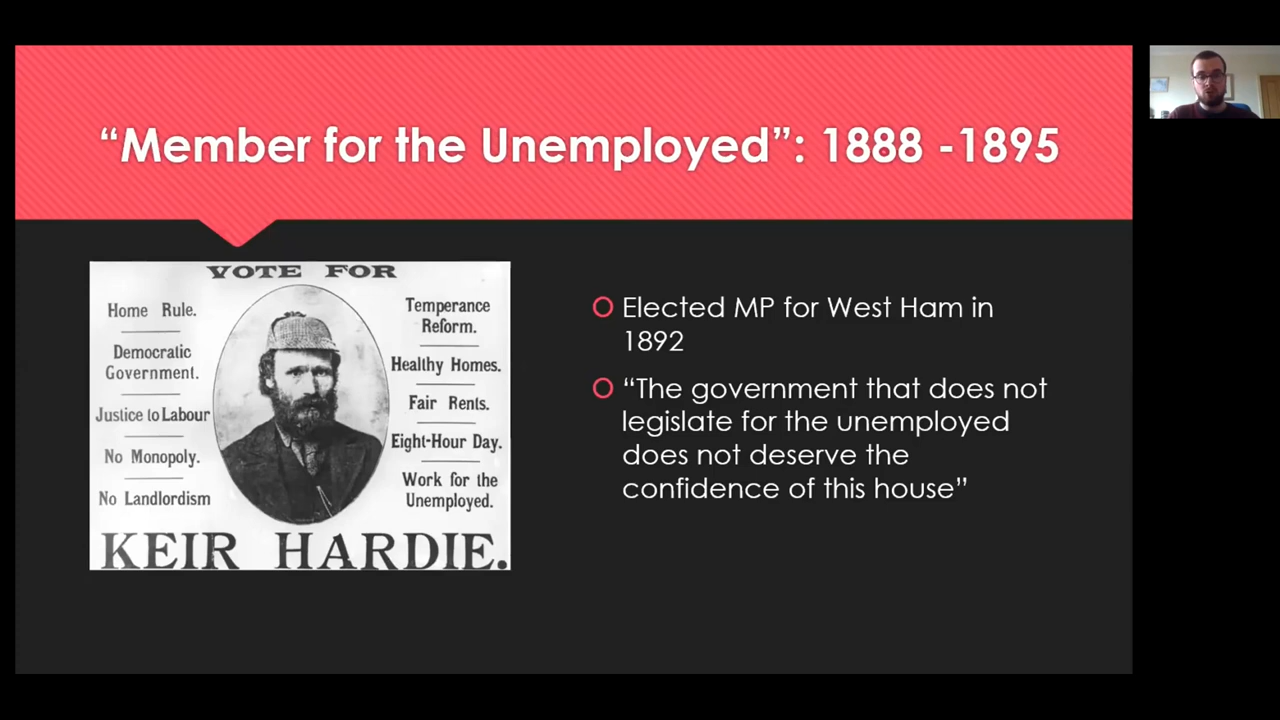 “Member for the Unemployed”: 1888 -1895
VOTE FOR
Home Rule.
Democratic
Government.
Justice to Labour
No Monopoly.
No Landlordism
Temperance
Reform.
Healthy Homes.
Fair Rents.
Eight-Hour Day.
Work for the
Unemployed.
KEIR HARDIE.
Elected MP for West Ham in
1892
“The government that does not
legislate for the unemployed
does not deserve the
confidence of this house”